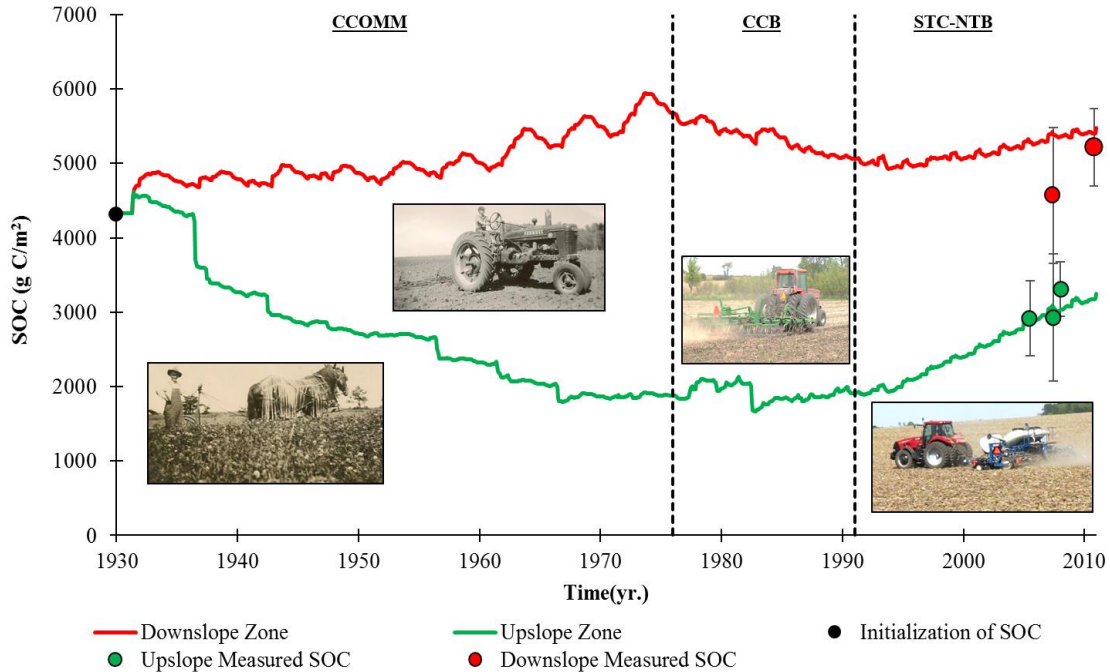 CCOMM CCB STC-NTB
7000
6000
5000
4000
3000
2000
1000
0
SOC (g C/m²)
1930 1940 1950 1960 1970 1980 1990 2000 2010
Time(yr.)
Downslope Zone Upslope Zone Initialization of SOC
Upslope Measured SOC Downslope Measured SOC